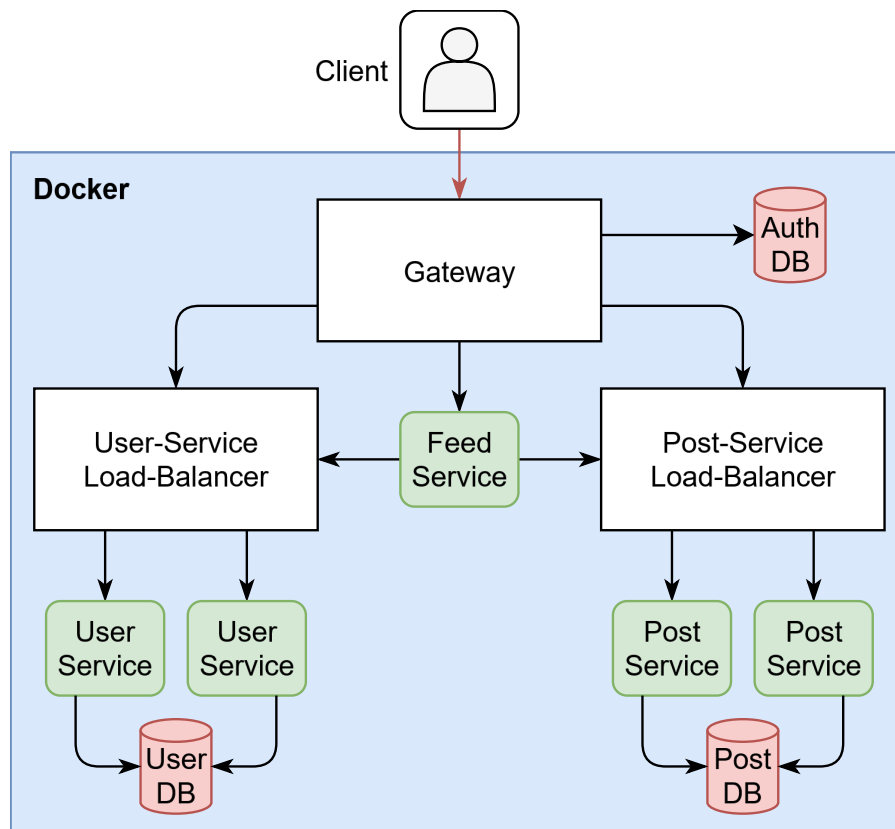 Client
Docker
Auth
DB
Gateway
User-Service
Load-Balancer
Feed
Service
Post-Service
Load-Balancer
User
Service
User
Service
Post
Service
Post
Service
User
DB
Post
DB